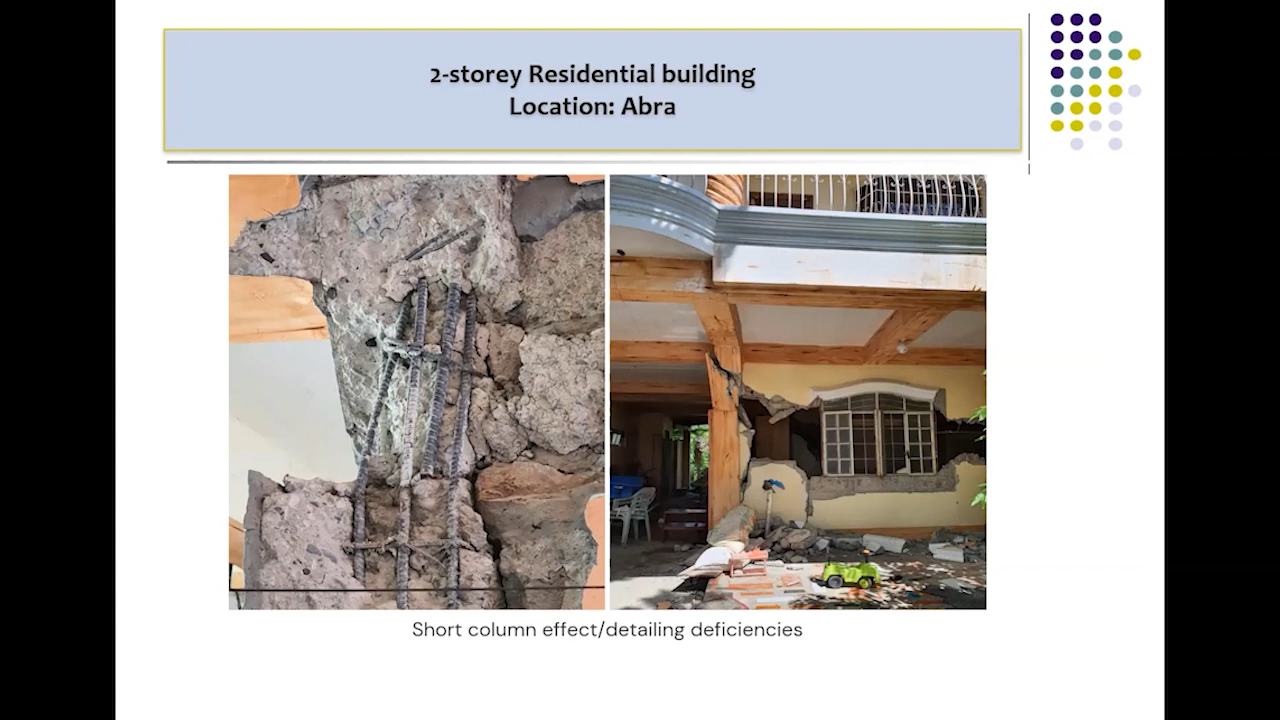 2-storey Residential building
Location: Abra
Short column effect/detailing deficiencies